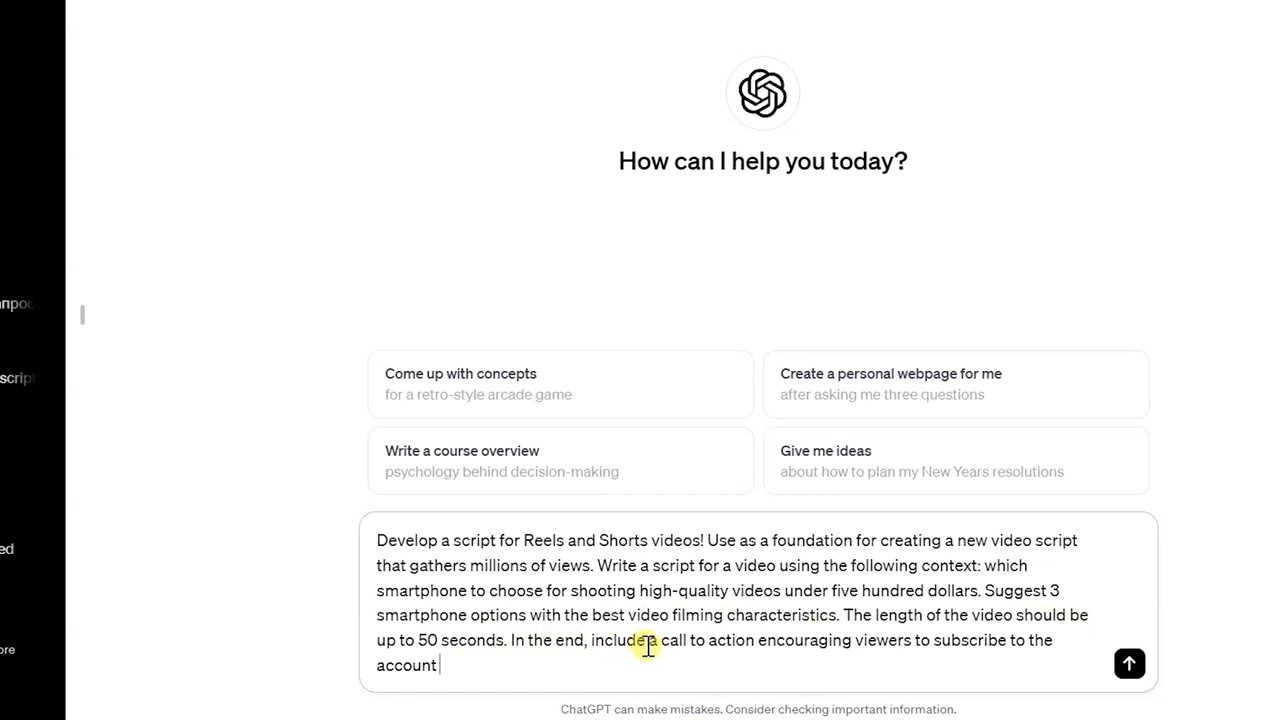 How can I help you today?
Come up with concepts
for a retro-style arcade game
Create a personal webpage for me
after asking me three questions
Write a course overview
psychology behind decision-making
Give me ideas
about how to plan my New Years resolutions
Develop a script for Reels and Shorts videos! Use as a foundation for creating a new video script
that gathers millions of views. Write a script for a video using the following context: which
smartphone to choose for shooting high-quality videos under five hundred dollars. Suggest 3
smartphone options with the best video filming characteristics. The length of the video should be
up to 50 seconds. In the end, include a call to action encouraging viewers to subscribe to the
account
ChatGPT can make mistakes. Consider checking important information.